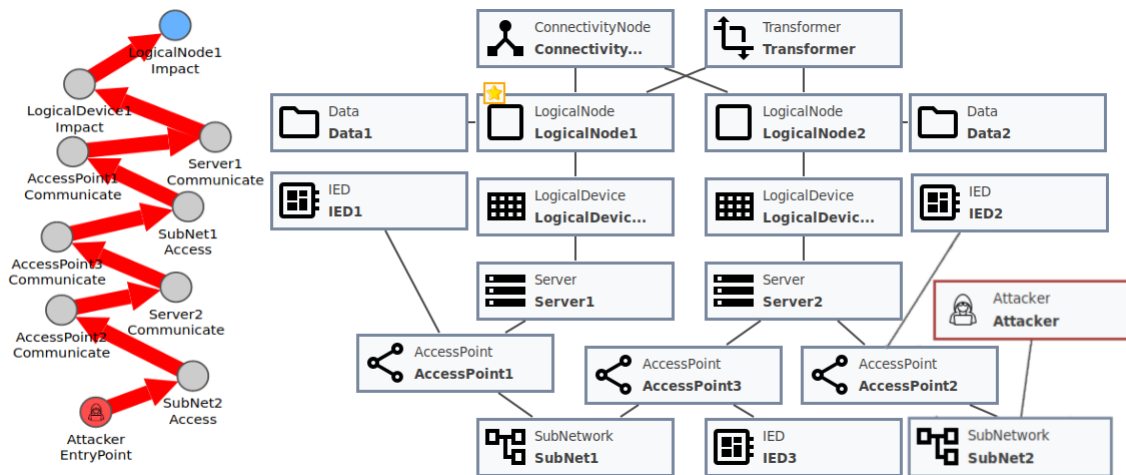 LogicalNode1
Impact
LogicalDevice1
Impact
Server1
Communicate
AccessPoint1
Communicate
SubNet1
Access
AccessPoint3
Communicate
Server2
Communicate
AccessPoint2
Communicate
SubNet2
Access
Attacker
EntryPoint
ConnectivityNode
Connectivity...
Transformer
Transformer
Data
Data1
LogicalNode
LogicalNode1
LogicalNode
LogicalNode2
Data
Data2
IED
IED1
LogicalDevice
LogicalDevic...
LogicalDevice
LogicalDevic...
IED
IED2
Server
Server1
Server
Server2
Attacker
Attacker
AccessPoint
AccessPoint1
AccessPoint
AccessPoint3
AccessPoint
AccessPoint2
SubNetwork
SubNet1
IED
IED3
SubNetwork
SubNet2